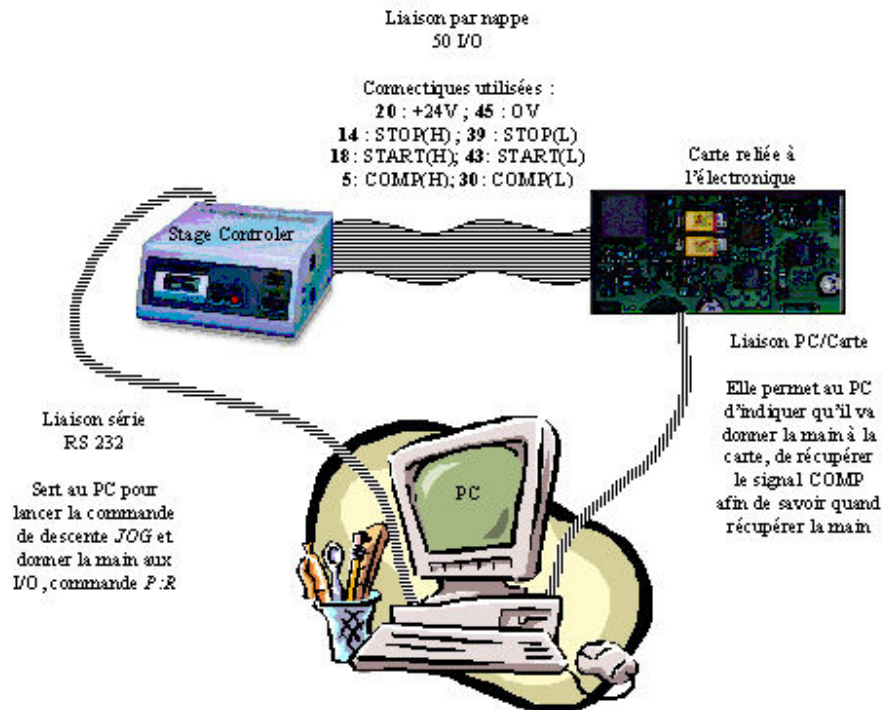 Liaison par nappe
50 I/O
Connectiques utilisées :
20 : +24V ; 45 : 0V
14 : STOP(H) ; 39 : STOP(L)
18 : START(H); 43 : START(L)
5 : COMP(H); 30 : COMP(L)
Carte reliée à
l'électronique
Stage Controler
Liaison PC/Carte
Elle permet au PC
d'indiquer qu'il va
donner la main à la
carte, de récupérer
le signal COMP
afin de savoir quand
récupérer la main
Liaison série
RS 232
Sert au PC pour
lancer la commande
de descente JOG et
donner la main aux
I/O, commande P:R
PC